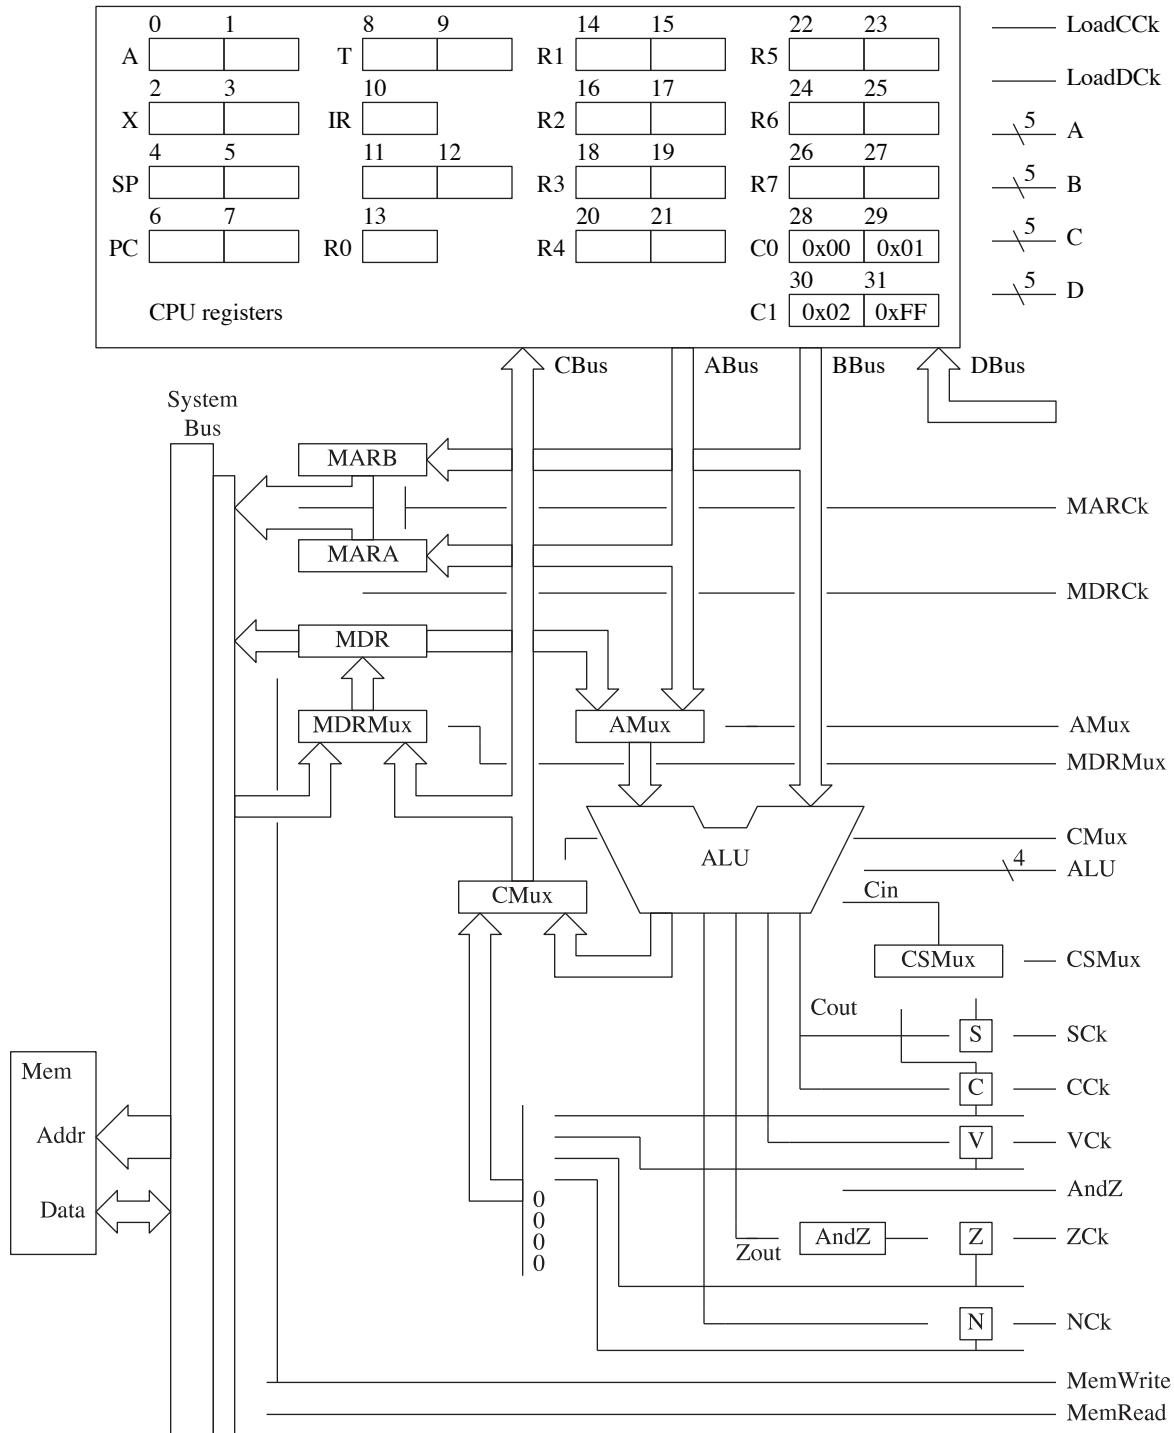 0 1 8 9 14 15 22 23 LoadCCk
A T R1 R5
LoadDCk
2 3 10 16 17 24 25
X IR R2 R6 5 A
4 5 11 12 18 19 26 27
SP R3 R7 5 B
6 7 13 20 21 28 29
PC R0 R4 C0 0x00 0x01 5 C
30 31
CPU registers C1 0x02 0xFF 5 D
CBus ABus BBus DBus
System
Bus
MARB
MARCk
MARA
MDRCk
MDR
MDRMux AMux AMux
MDRMux
CMux
ALU
4 ALU
Cin
CMux
CSMux CSMux
Cout
S SCk
Mem
C CCk
Addr
V VCk
AndZ
Data
0
0
0
0
Zout AndZ Z ZCk
N NCk
MemWrite
MemRead